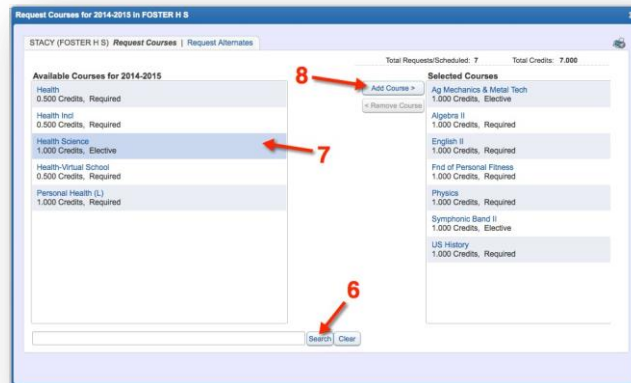 Request Courses for 2014-2015 in FOSTER H S
STACY (FOSTER H S) Request Courses | Request Alternates
Total Requests/Scheduled: 7 Total Credits: 7.000
Available Courses for 2014-2015
Health
0.500 Credits, Required
Health Incl
0.500 Credits, Required
Health Science
1.000 Credits, Elective
Health-Virtual School
0.500 Credits, Required
Personal Health (L)
1.000 Credits, Required
8
Add Course >
< Remove Course
7
Selected Courses
Ag Mechanics & Metal Tech
1.000 Credits, Elective
Algebra II
1.000 Credits, Required
English II
1.000 Credits, Required
Fnd of Personal Fitness
1.000 Credits, Required
Physics
1.000 Credits, Required
Symphonic Band II
1.000 Credits, Elective
US History
1.000 Credits, Required
6
Search Clear